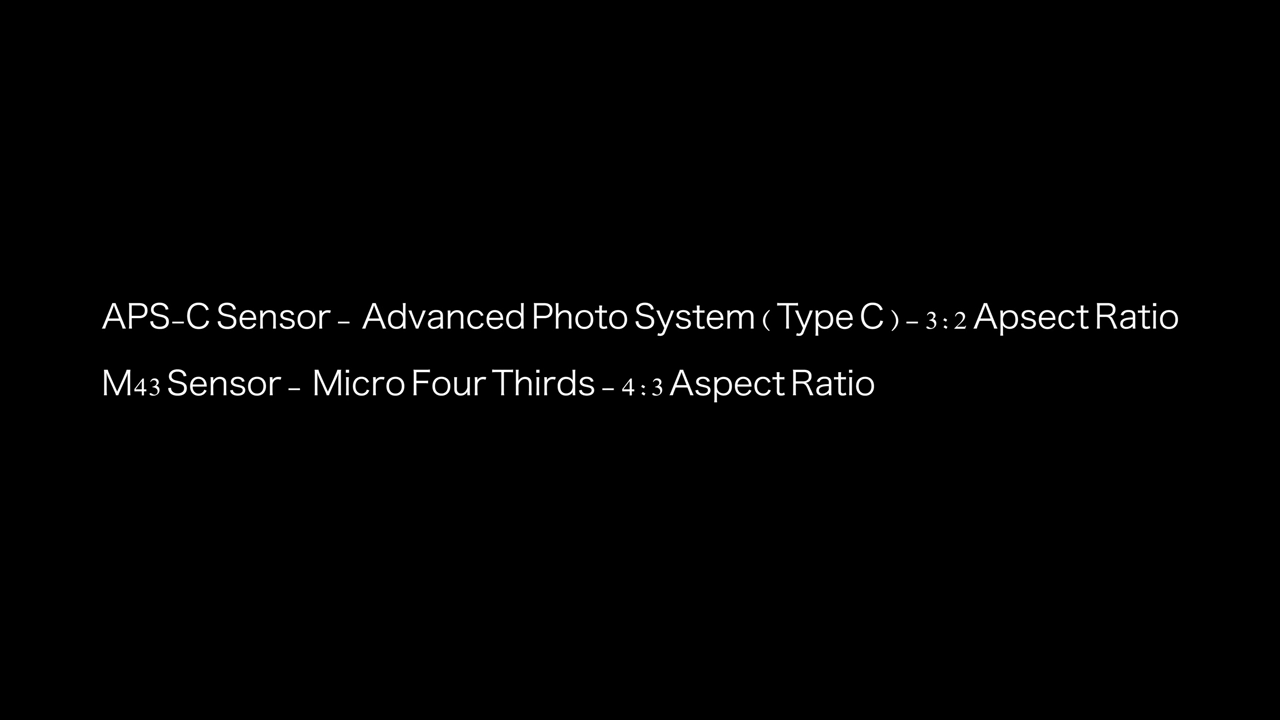 APS-C Sensor - Advanced Photo System ( Type C ) - 3:2 Apsect Ratio
M43 Sensor - Micro Four Thirds - 4:3 Aspect Ratio